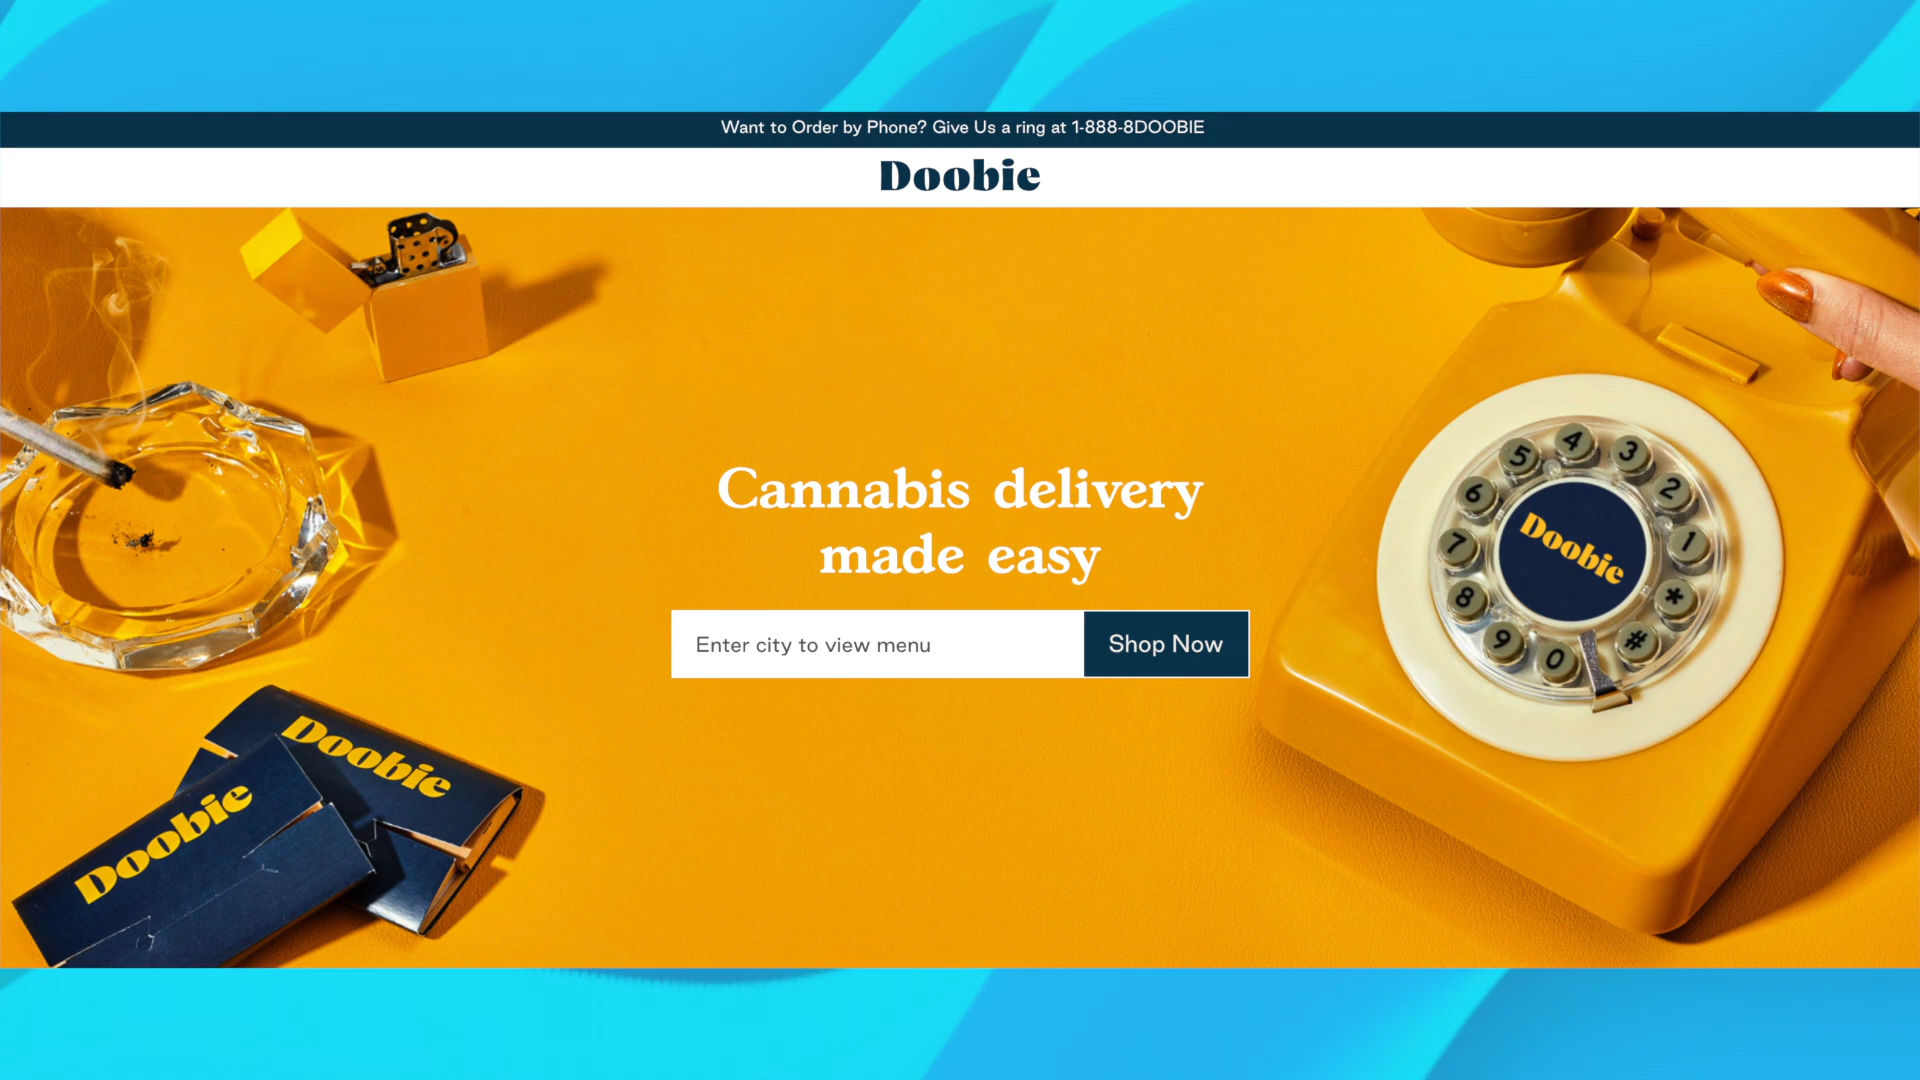 Want to Order by Phone? Give Us a ring at 1-888-8DOOBIE
Doobie
Cannabis delivery
made easy
Enter city to view menu
Shop Now
Doobie
Doobie
5 4 3
6 2
7 1
Doobie
8 *
9 0 #